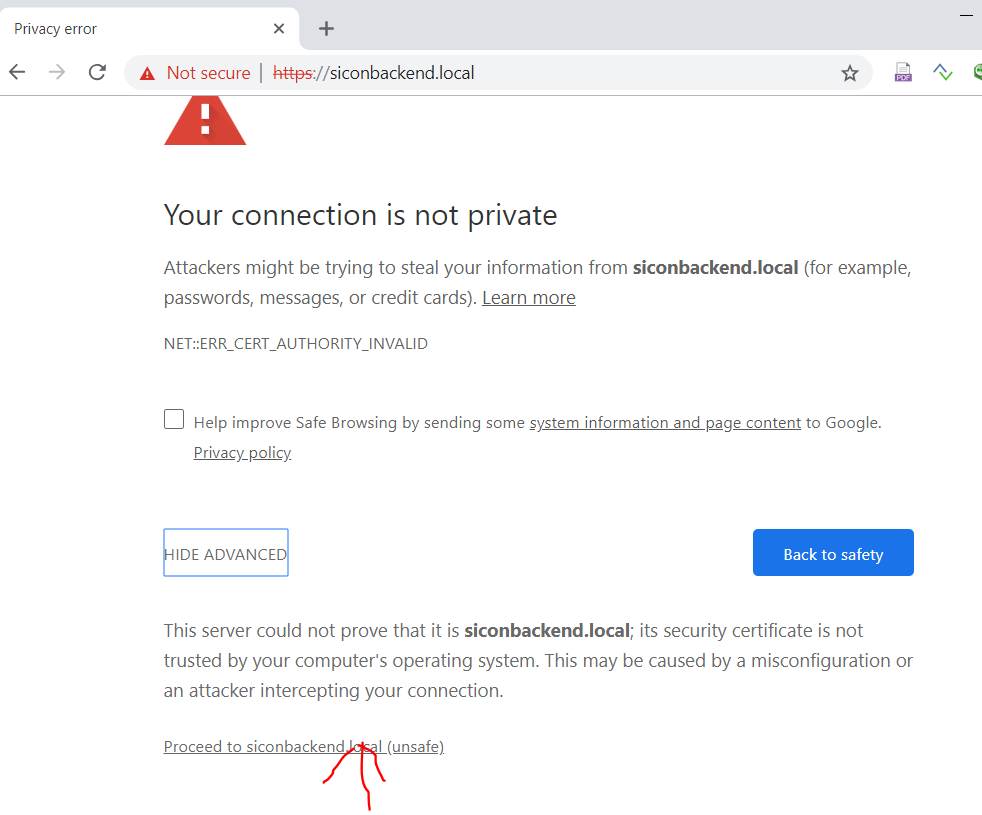 Privacy error
Not secure | https://siconbackend.local
PDF
Your connection is not private
Attackers might be trying to steal your information from siconbackend.local (for example,
passwords, messages, or credit cards). Learn more
NET::ERR_CERT_AUTHORITY_INVALID
Help improve Safe Browsing by sending some system information and page content to Google.
Privacy policy
HIDE ADVANCED
Back to safety
This server could not prove that it is siconbackend.local; its security certificate is not
trusted by your computer's operating system. This may be caused by a misconfiguration or
an attacker intercepting your connection.
Proceed to siconbackend.local (unsafe)